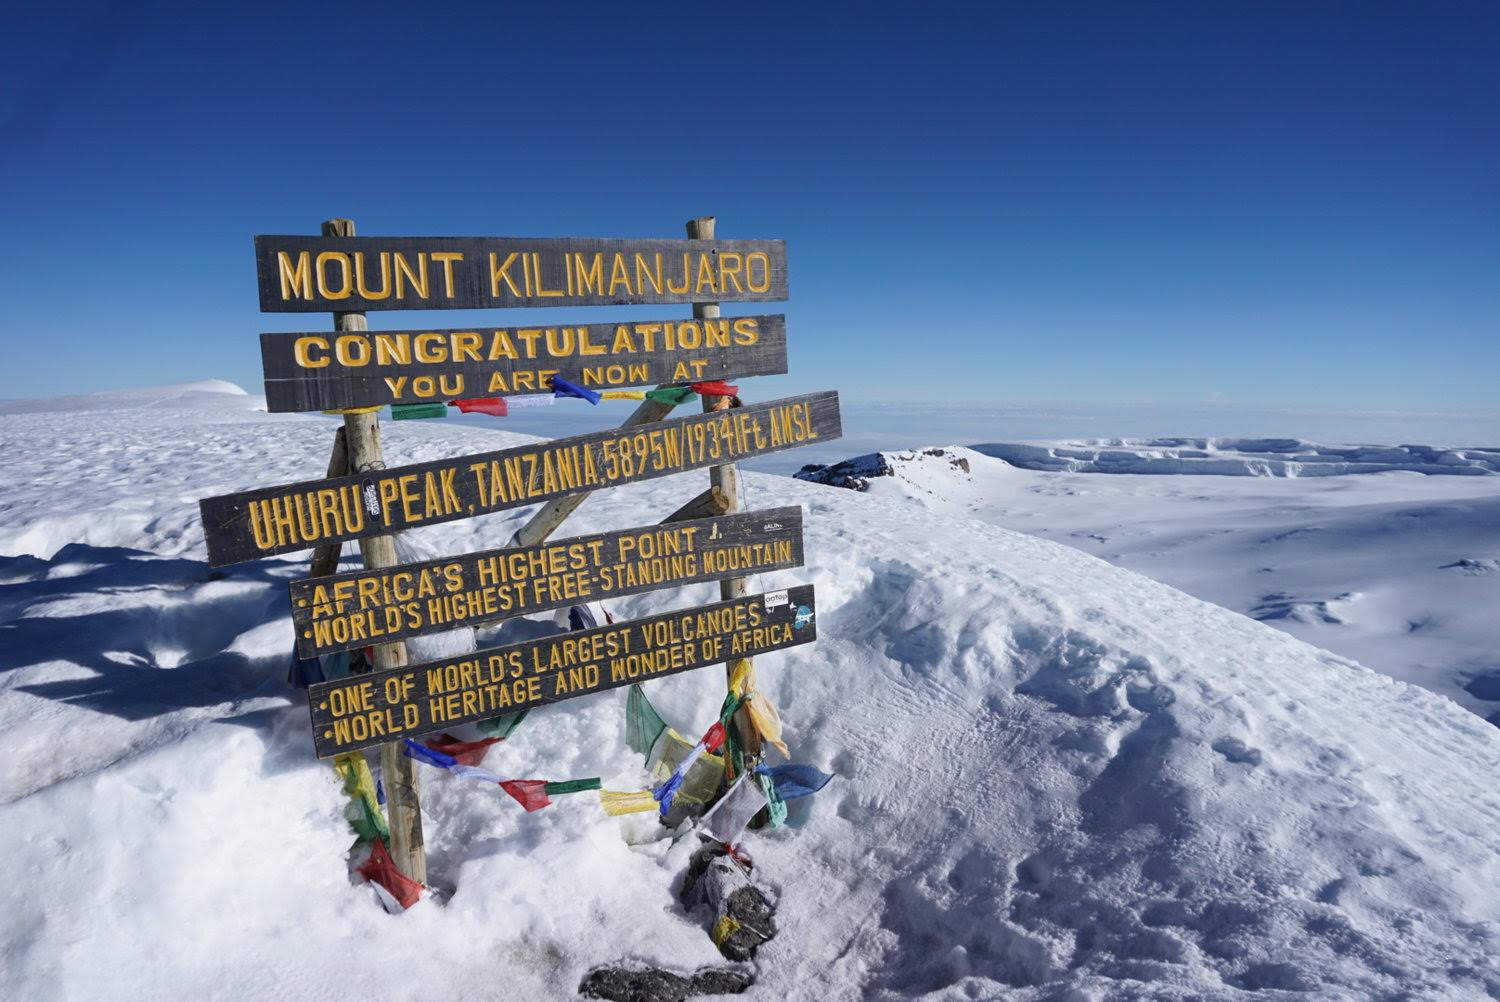 MOUNT KILIMANJARO
CONGRATULATIONS
YOU ARE NOW AT
UHURU PEAK, TANZANIA, 5895M/19341Ft AMSL
•AFRICA'S HIGHEST POINT
•WORLD'S HIGHEST FREE-STANDING MOUNTAIN
•ONE OF WORLD'S LARGEST VOLCANOES
•WORLD HERITAGE AND WONDER OF AFRICA